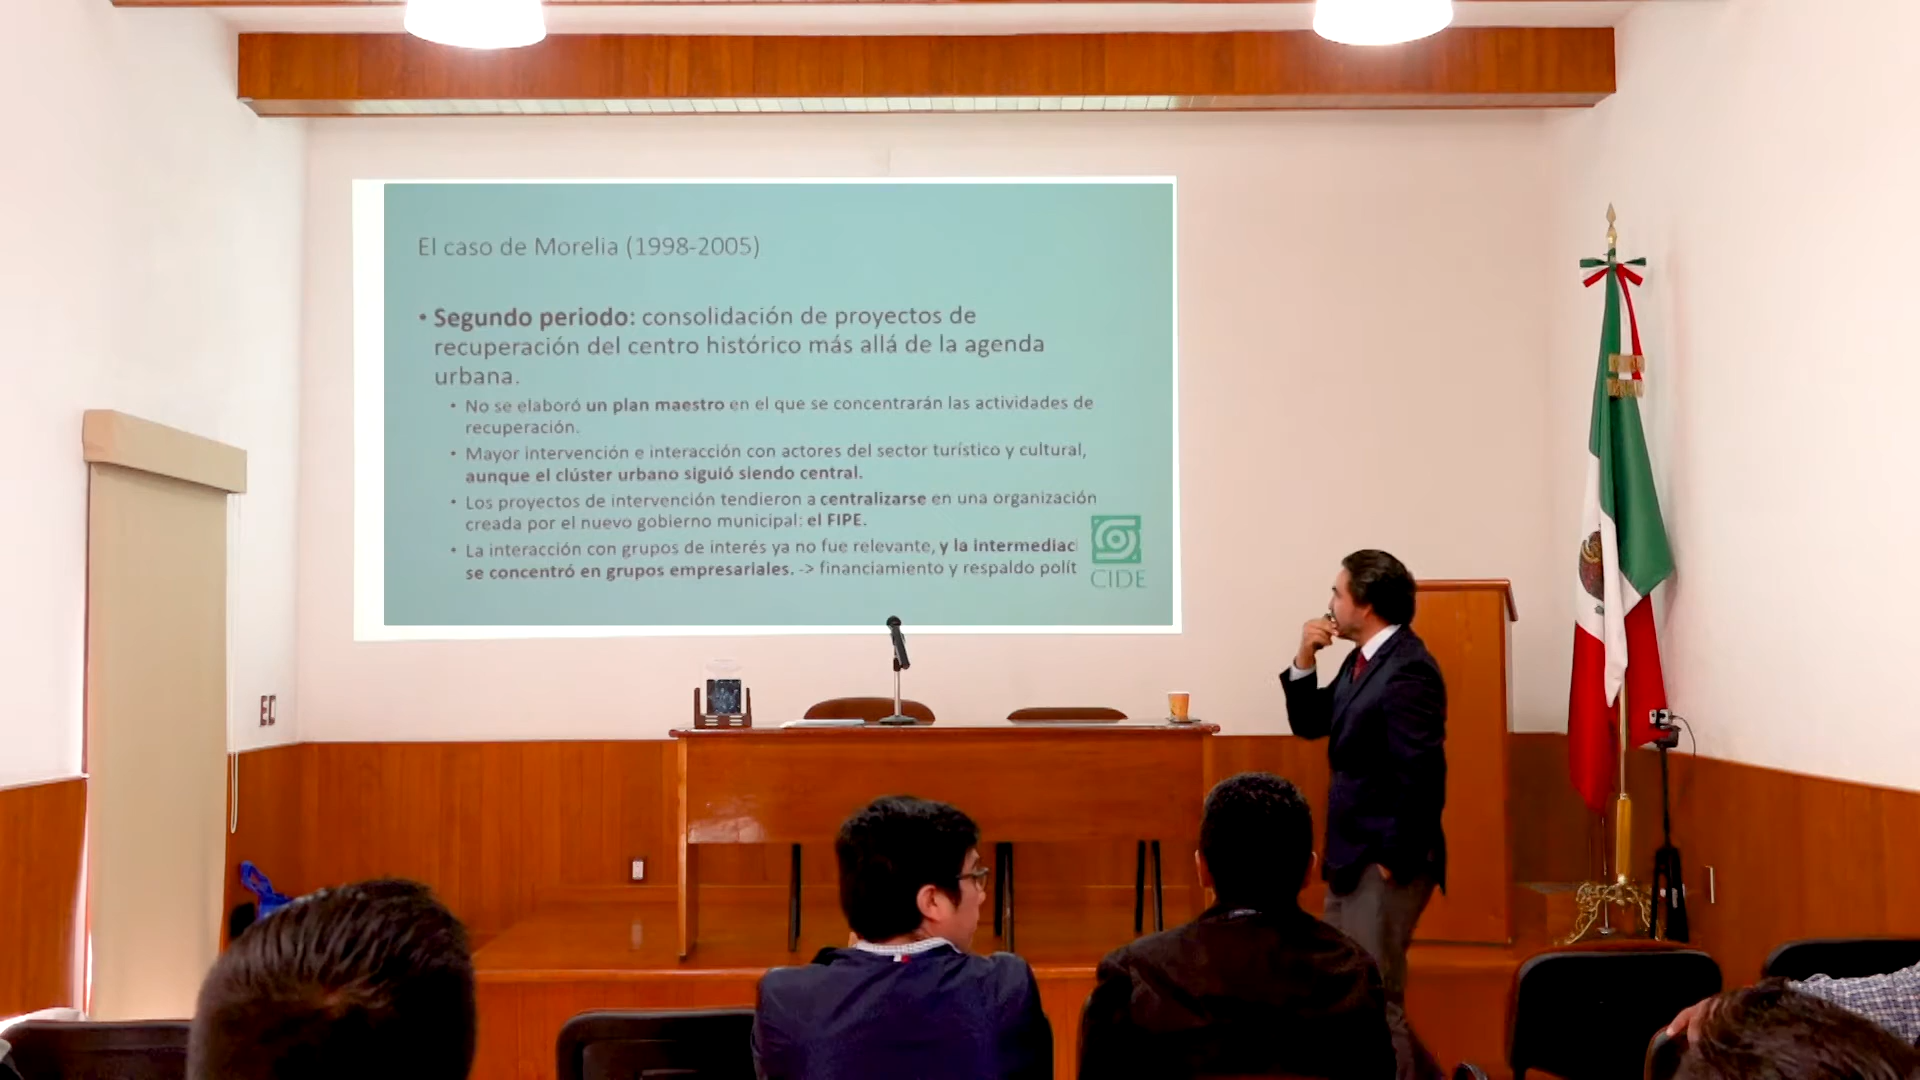 El caso de Morelia (1998-2005)
• Segundo periodo: consolidación de proyectos de
recuperación del centro histórico más allá de la agenda
urbana.
• No se elaboró un plan maestro en el que se concentrarán las actividades de
recuperación.
• Mayor intervención e interacción con actores del sector turístico y cultural,
aunque el clúster urbano siguió siendo central.
• Los proyectos de intervención tendieron a centralizarse en una organización
creada por el nuevo gobierno municipal: el FIPE.
• La interacción con grupos de interés ya no fue relevante, y la intermediaci
se concentró en grupos empresariales. -> financiamiento y respaldo polít
CIDE